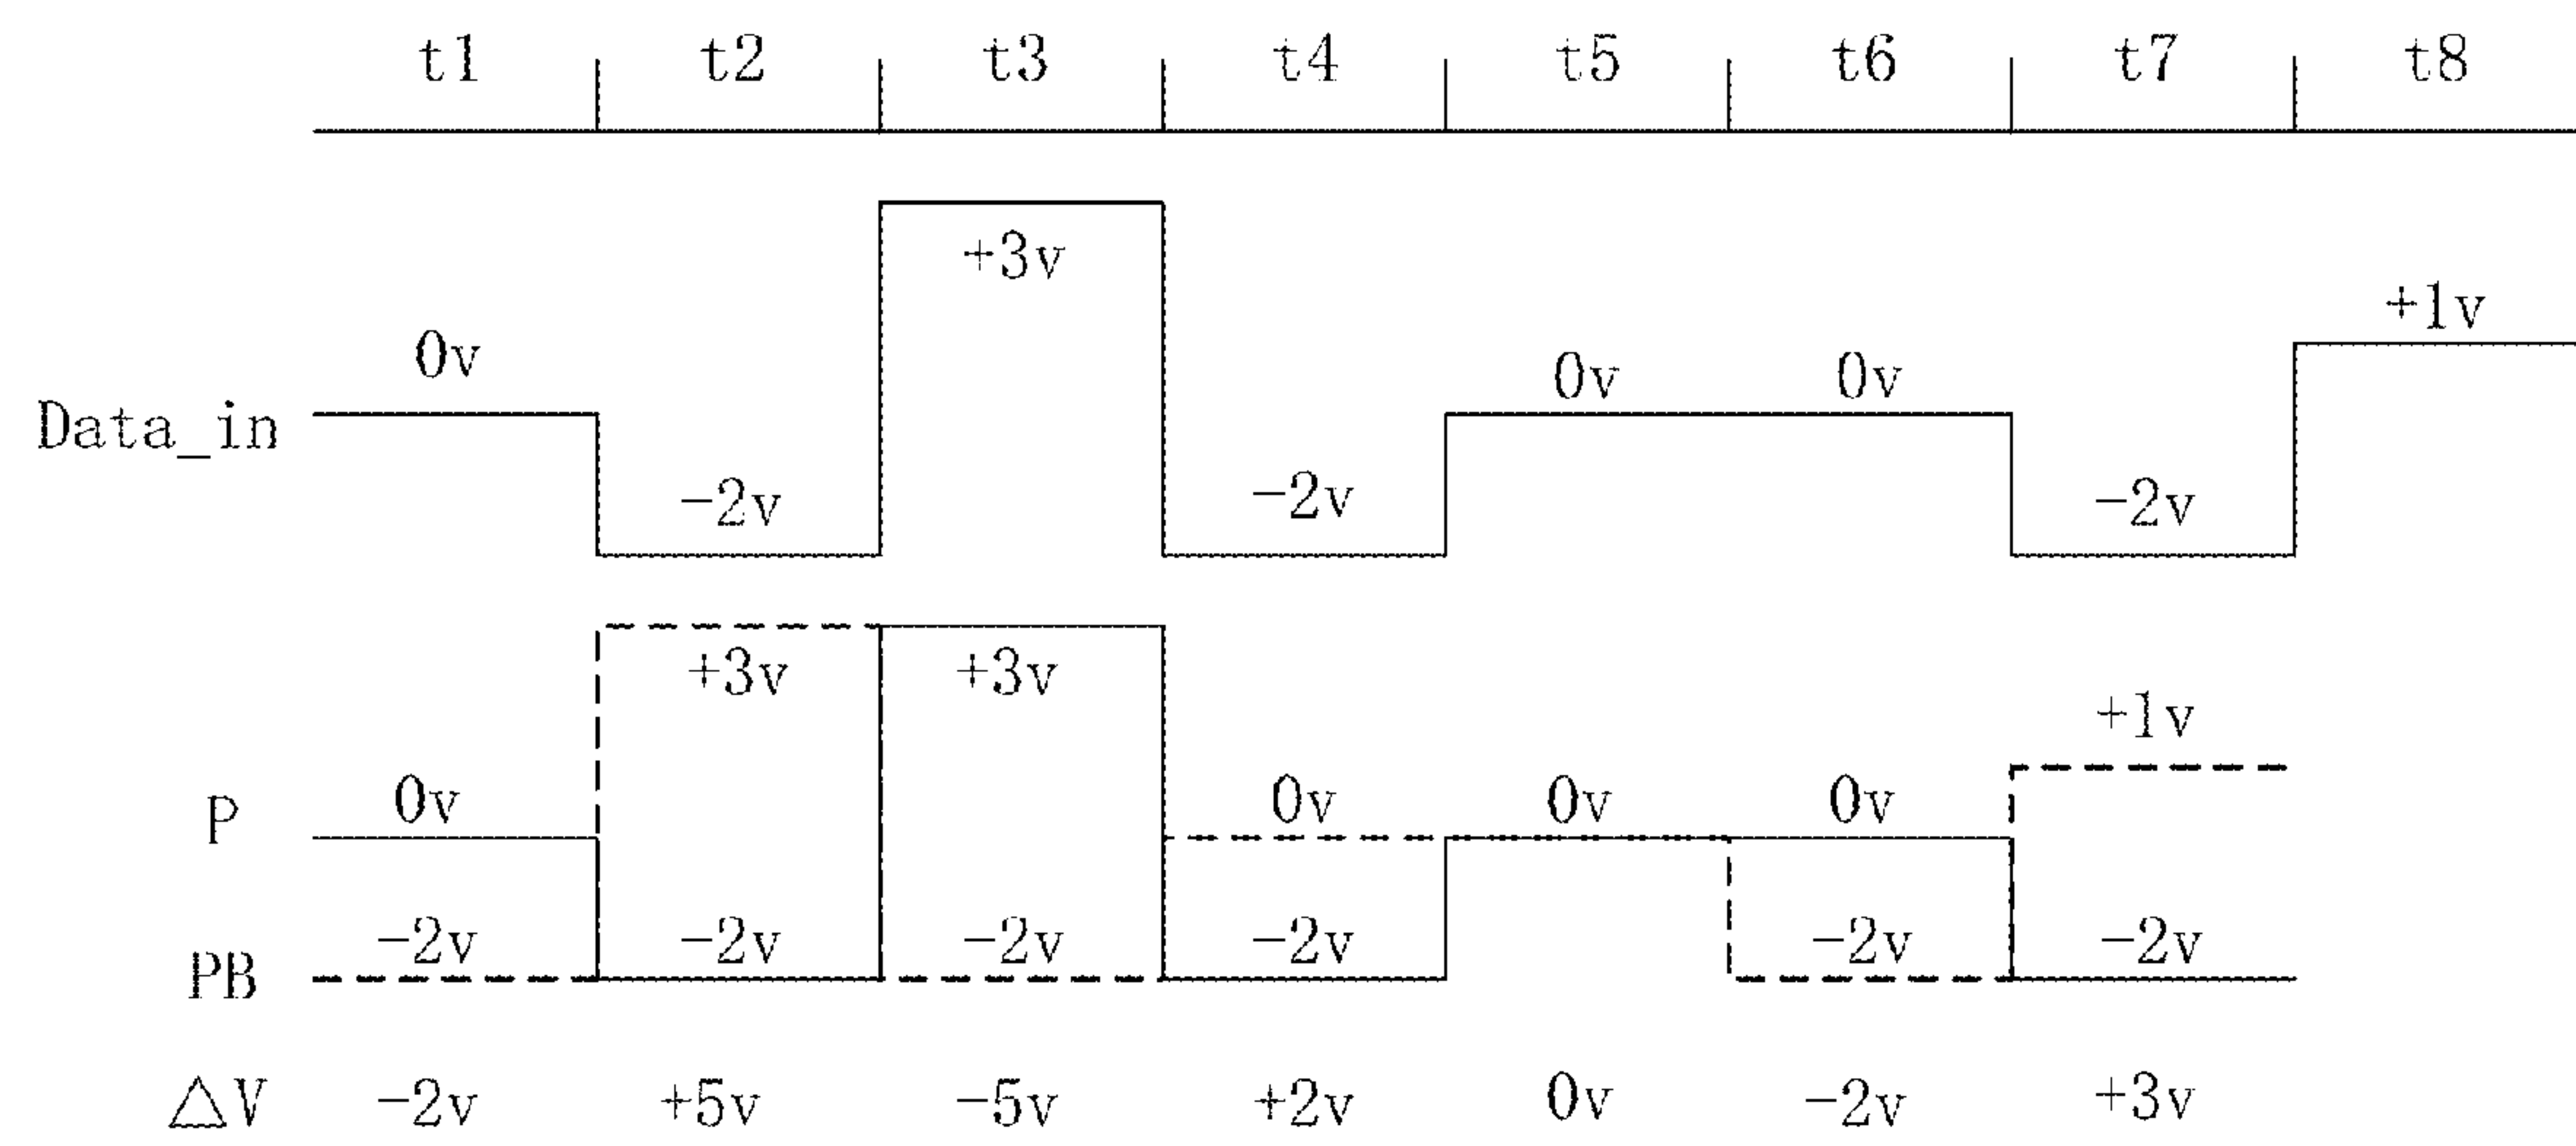 t1 t2 t3 t4 t5 t6 t7 t8
+3v
+1v
0v 0v 0v
Data_in
-2v -2v -2v
+3v +3v
+1v
P 0v 0v 0v 0v
PB -2v -2v -2v -2v -2v -2v
△V -2v +5v -5v +2v 0v -2v +3v